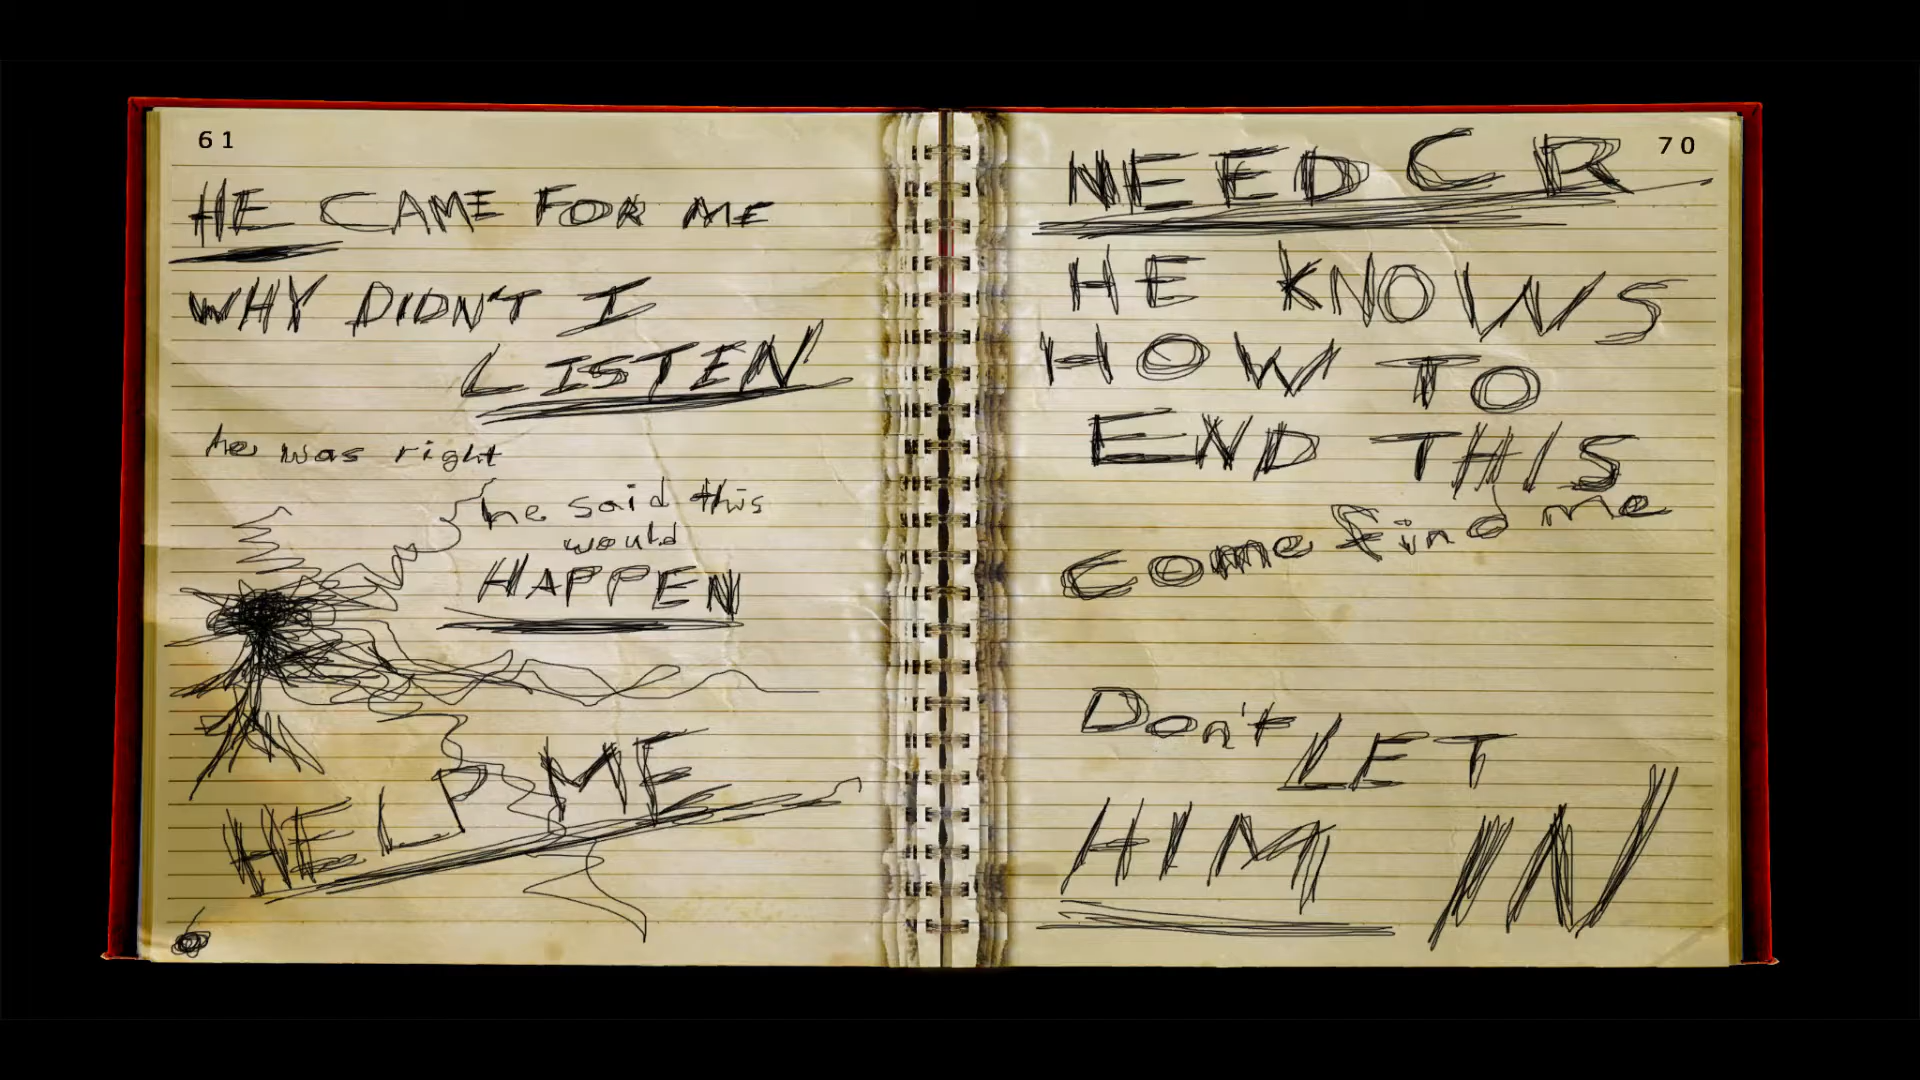 61
HE CAME FOR ME
WHY DIDN'T I
LISTEN
he was right
he said this
would
HAPPEN
HELP ME
70
NEED CR
HE KNOWS
HOW TO
END THIS
come find me
Don't LET
HIM IN